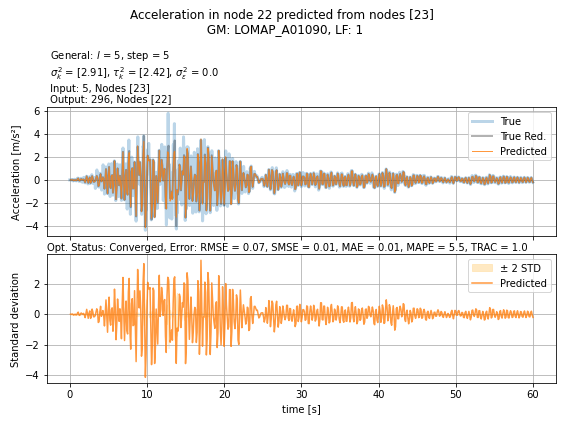 Acceleration in node 22 predicted from nodes [23]
GM: LOMAP_A01090, LF: 1
General: l = 5, step = 5
σ²ₖ = [2.91], τ²ₖ = [2.42], σ²ε = 0.0
Input: 5, Nodes [23]
Output: 296, Nodes [22]
6
4
2
0
−2
−4
Acceleration [m/s²]
True
True Red.
Predicted
Opt. Status: Converged, Error: RMSE = 0.07, SMSE = 0.01, MAE = 0.01, MAPE = 5.5, TRAC = 1.0
2
0
−2
−4
Standard deviation
± 2 STD
Predicted
0 10 20 30 40 50 60
time [s]